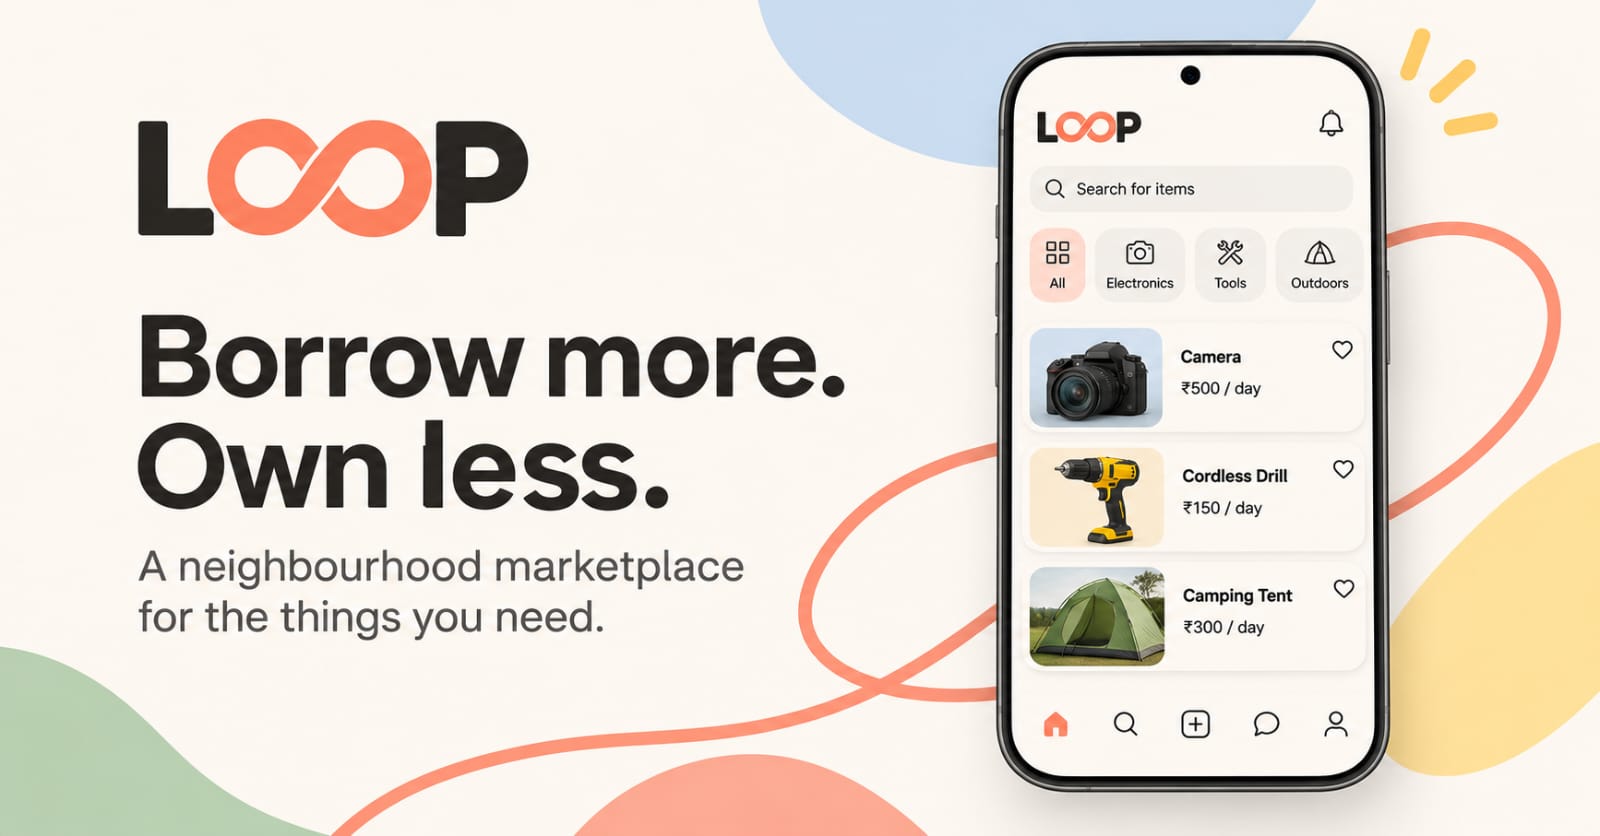 LOOP
Borrow more.
Own less.
A neighbourhood marketplace
for the things you need.
LOOP
Search for items
All
Electronics
Tools
Outdoors
Camera
₹500 / day
Cordless Drill
₹150 / day
Camping Tent
₹300 / day